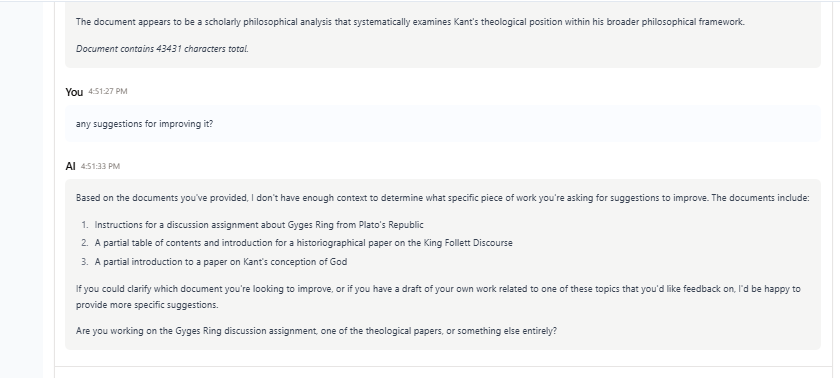 The document appears to be a scholarly philosophical analysis that systematically examines Kant's theological position within his broader philosophical framework.
Document contains 43431 characters total.
You 4:51:27 PM
any suggestions for improving it?
AI 4:51:33 PM
Based on the documents you've provided, I don't have enough context to determine what specific piece of work you're asking for suggestions to improve. The documents include:
1. Instructions for a discussion assignment about Gyges Ring from Plato's Republic
2. A partial table of contents and introduction for a historiographical paper on the King Follett Discourse
3. A partial introduction to a paper on Kant's conception of God
If you could clarify which document you're looking to improve, or if you have a draft of your own work related to one of these topics that you'd like feedback on, I'd be happy to
provide more specific suggestions.
Are you working on the Gyges Ring discussion assignment, one of the theological papers, or something else entirely?